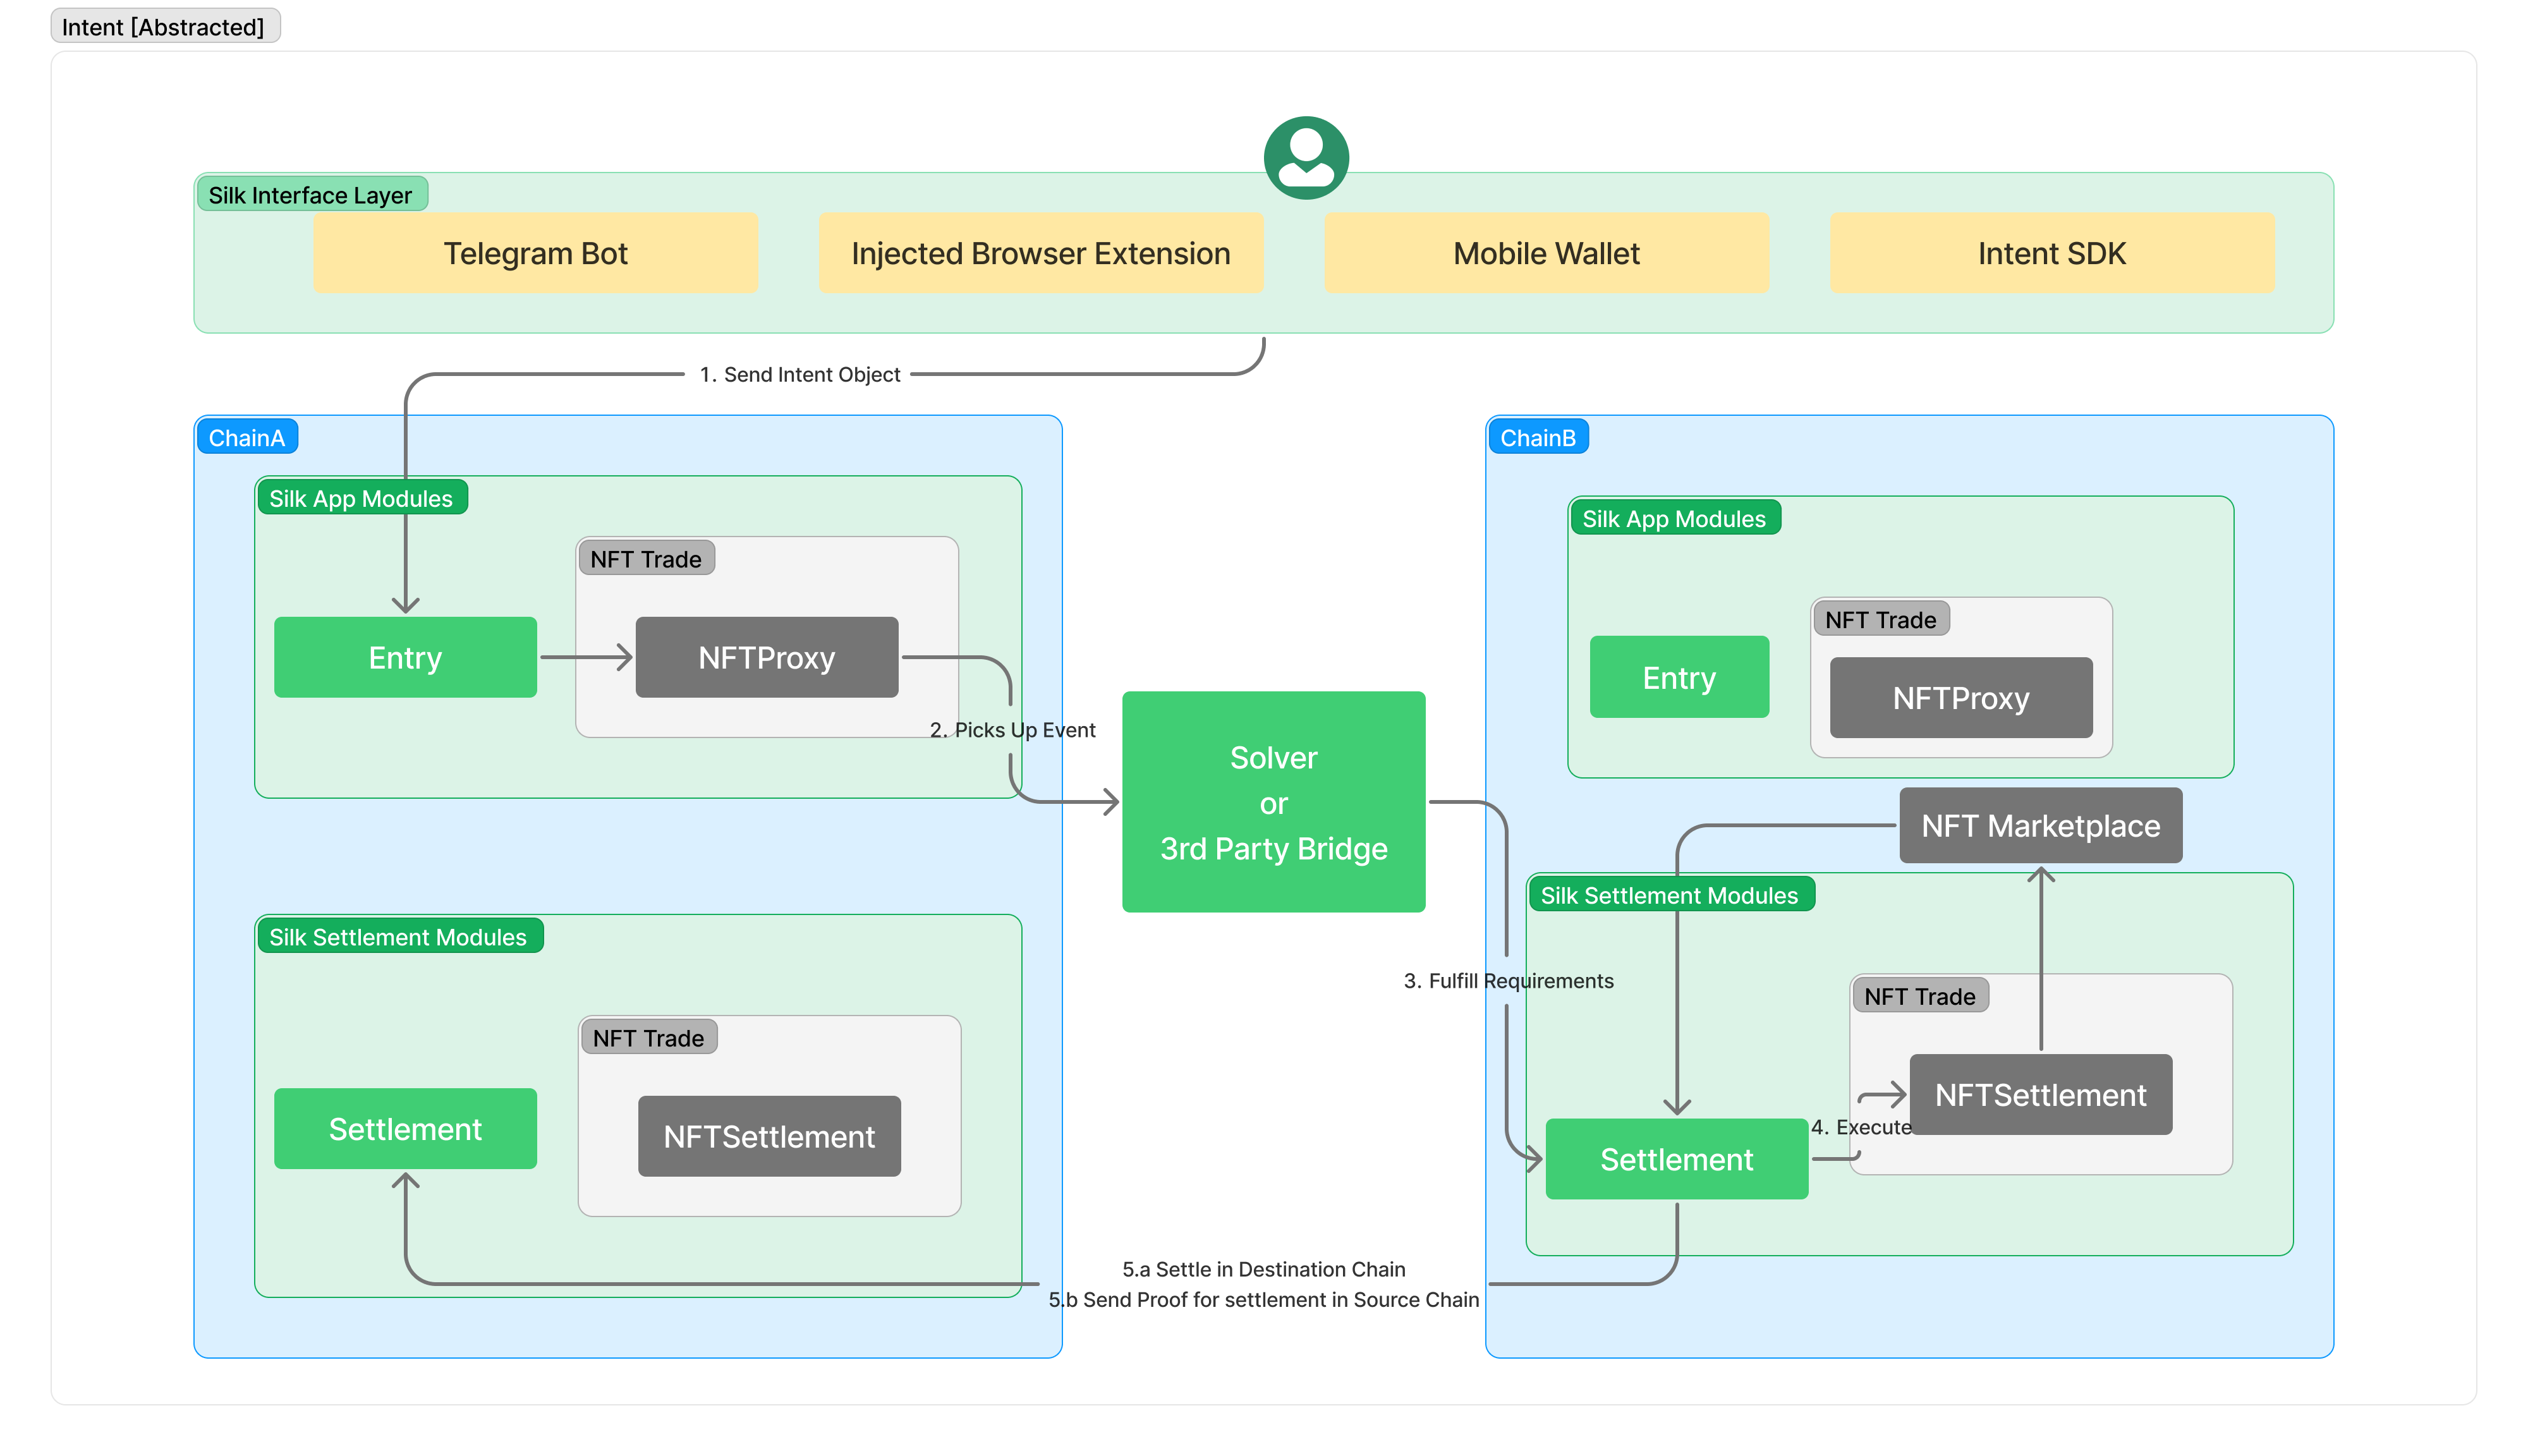 Intent [Abstracted]
Silk Interface Layer
Telegram Bot
Injected Browser Extension
Mobile Wallet
Intent SDK
1. Send Intent Object
ChainA
Silk App Modules
NFT Trade
Entry
NFTProxy
2. Picks Up Event
Silk Settlement Modules
NFT Trade
Settlement
NFTSettlement
Solver
or
3rd Party Bridge
ChainB
Silk App Modules
NFT Trade
Entry
NFTProxy
NFT Marketplace
Silk Settlement Modules
3. Fulfill Requirements
NFT Trade
NFTSettlement
4. Execute
Settlement
5.a Settle in Destination Chain
5.b Send Proof for settlement in Source Chain